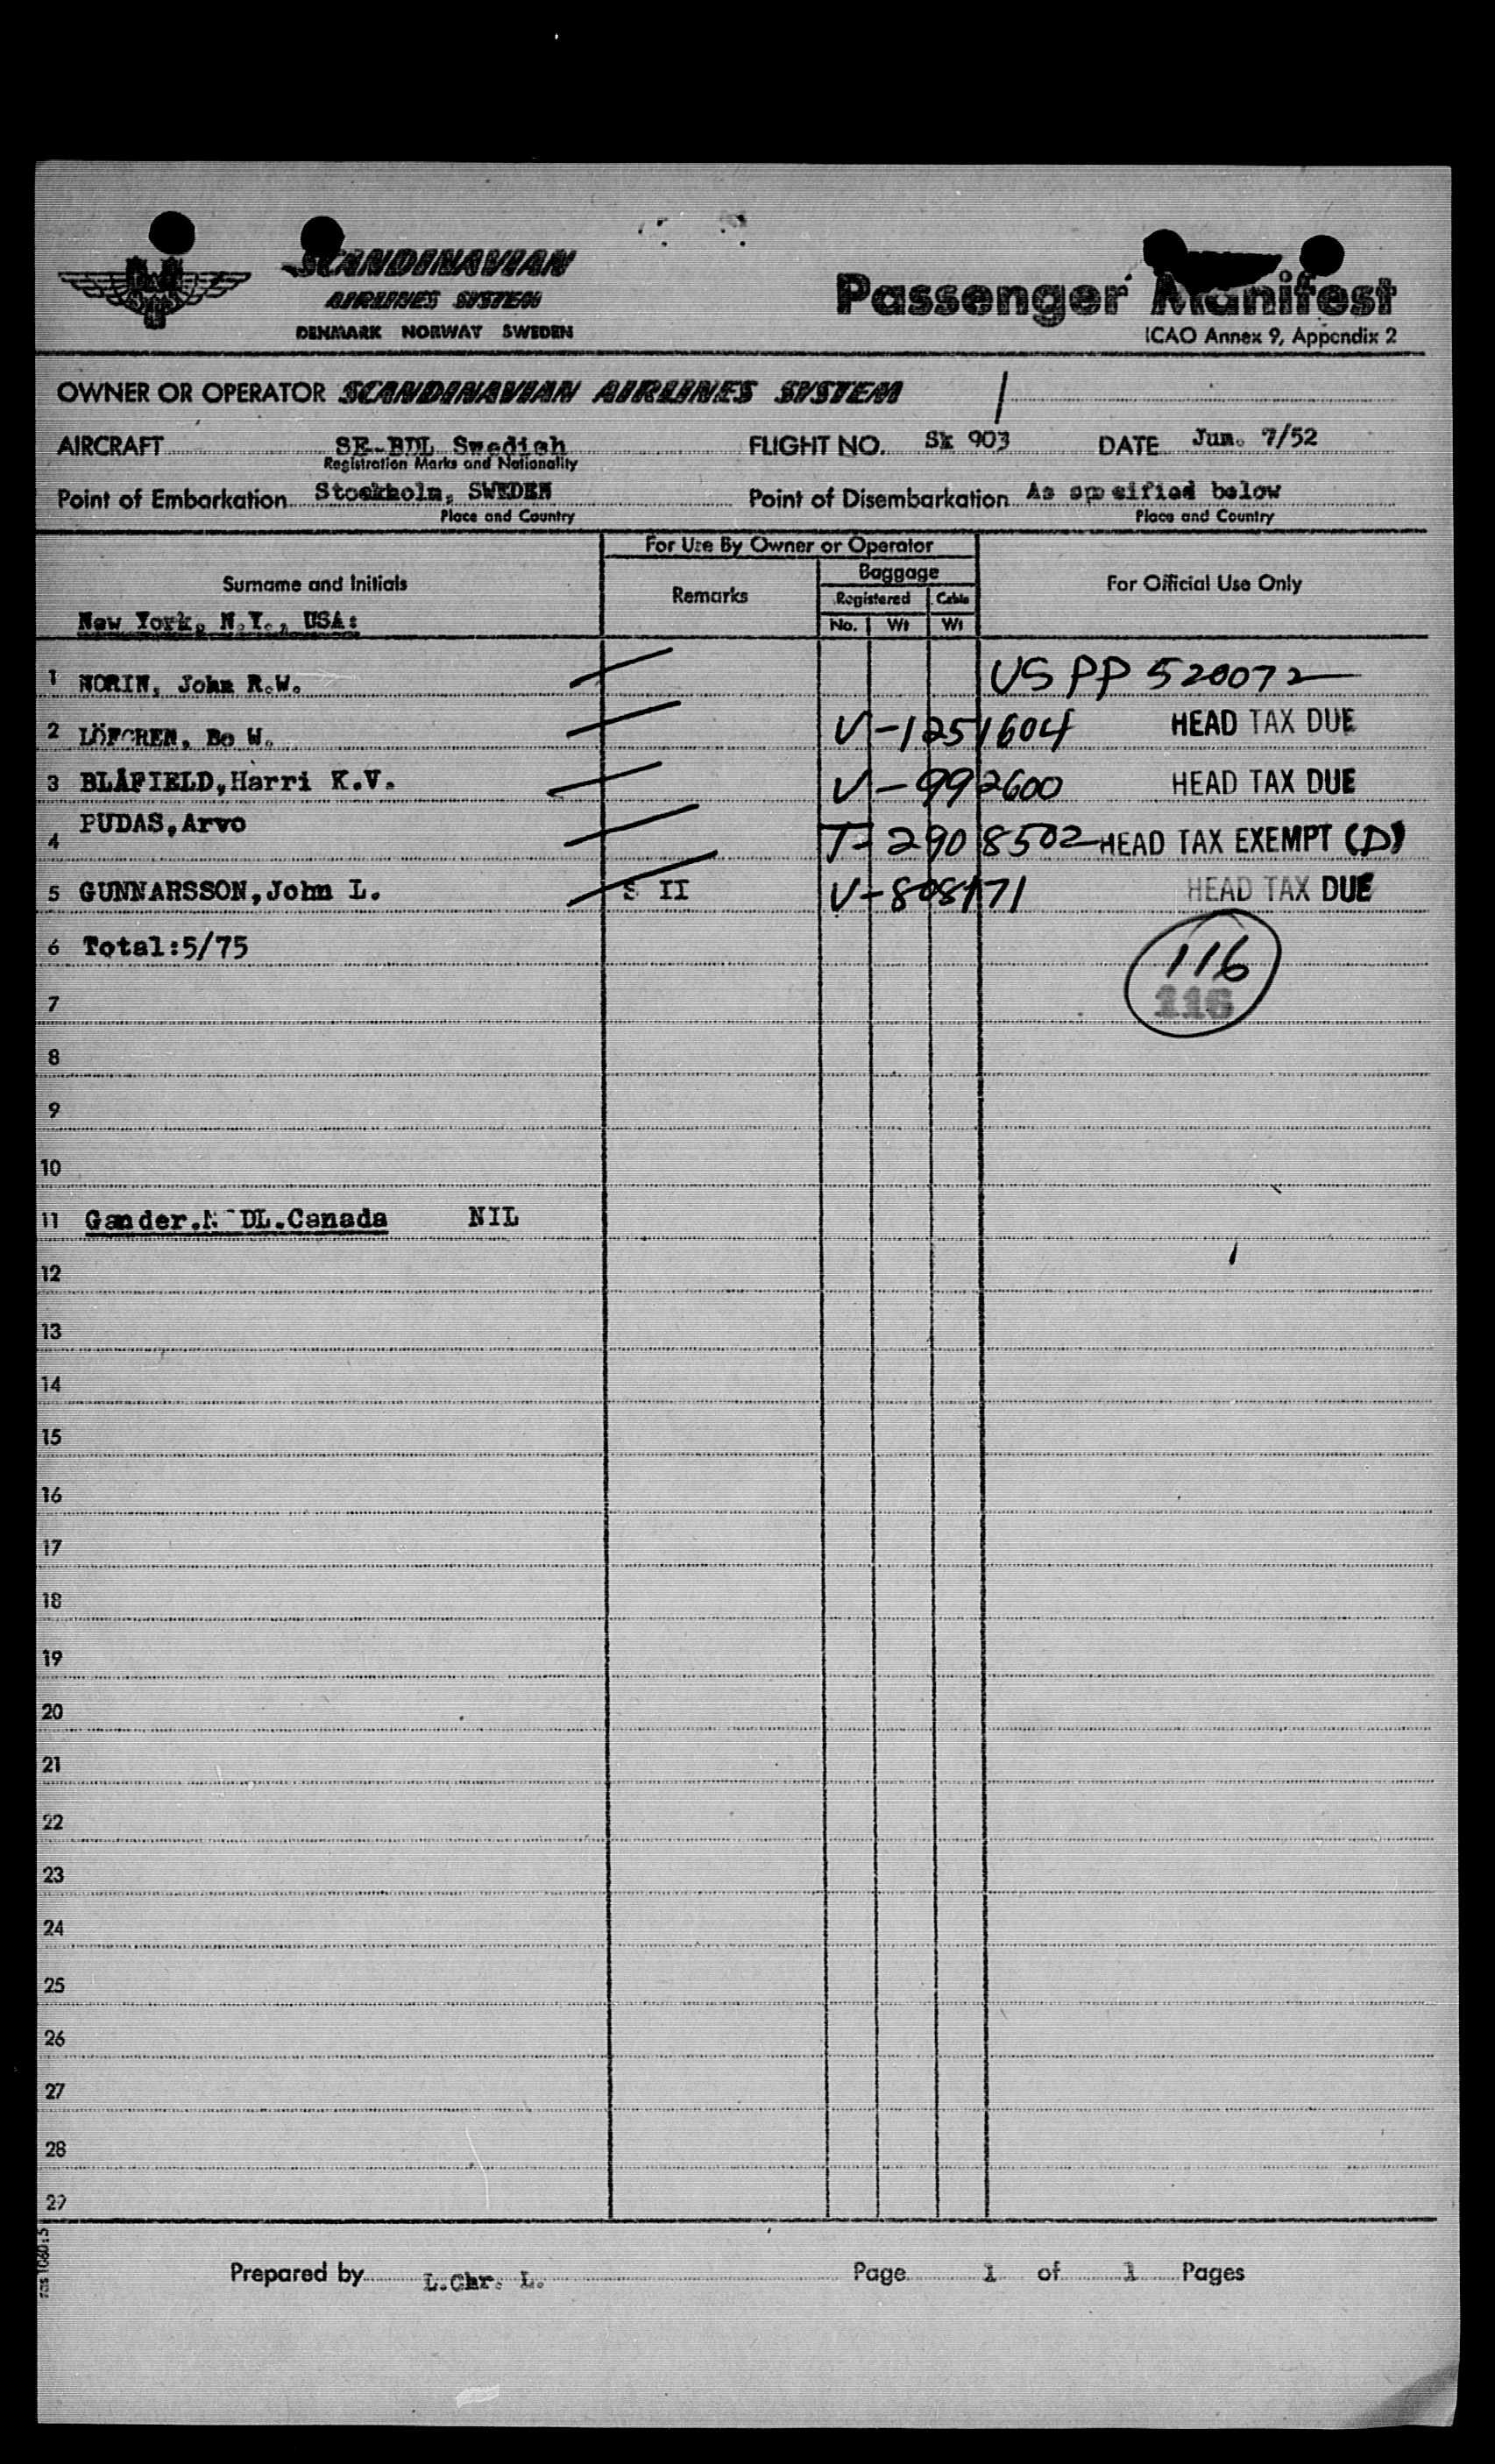 SCANDINAVIAN
AIRLINES SYSTEM
DENMARK NORWAY SWEDEN
Passenger Manifest
ICAO Annex 9, Appendix 2
OWNER OR OPERATOR SCANDINAVIAN AIRLINES SYSTEM
AIRCRAFT SE-BDL Swedish FLIGHT NO. SK 903 DATE Jun. 7/52
Registration Marks and Nationality
Point of Embarkation Stockholm, SWEDEN Point of Disembarkation As specified below
Place and Country Place and Country
For Use By Owner or Operator
Surname and Initials Remarks Baggage For Official Use Only
Registered Cabin
New York, N.Y., USA: No. Wt Wt
1 NORIN, John R.W. US PP 520072
2 LÖFGREN, Bo W. V-1251604 HEAD TAX DUE
3 BLÅFIELD,Harri K.V. V-992600 HEAD TAX DUE
4 PUDAS,Arvo T-2908502 HEAD TAX EXEMPT (D)
5 GUNNARSSON,John L. S II V-808171 HEAD TAX DUE
6 Total:5/75 116
7 116
8
9
10
11 Gander.NFDL.Canada NIL
12
13
14
15
16
17
18
19
20
21
22
23
24
25
26
27
28
29
Prepared by L.Chr. L. Page 1 of 1 Pages